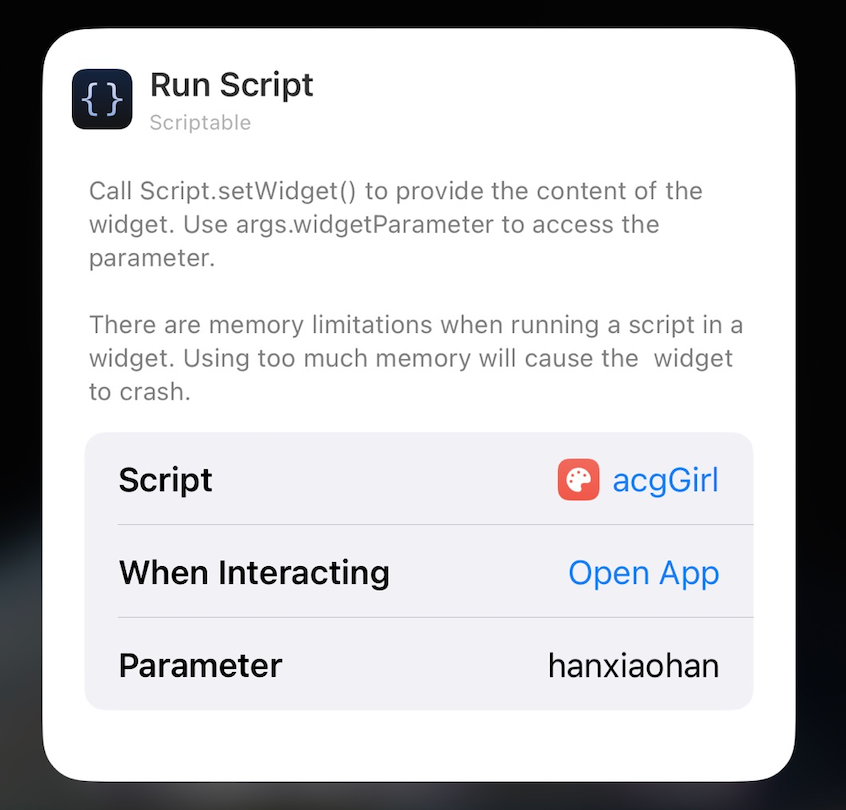 { }
Run Script
Scriptable
Call Script.setWidget() to provide the content of the
widget. Use args.widgetParameter to access the
parameter.
There are memory limitations when running a script in a
widget. Using too much memory will cause the  widget
to crash.
Script acgGirl
When Interacting Open App
Parameter hanxiaohan